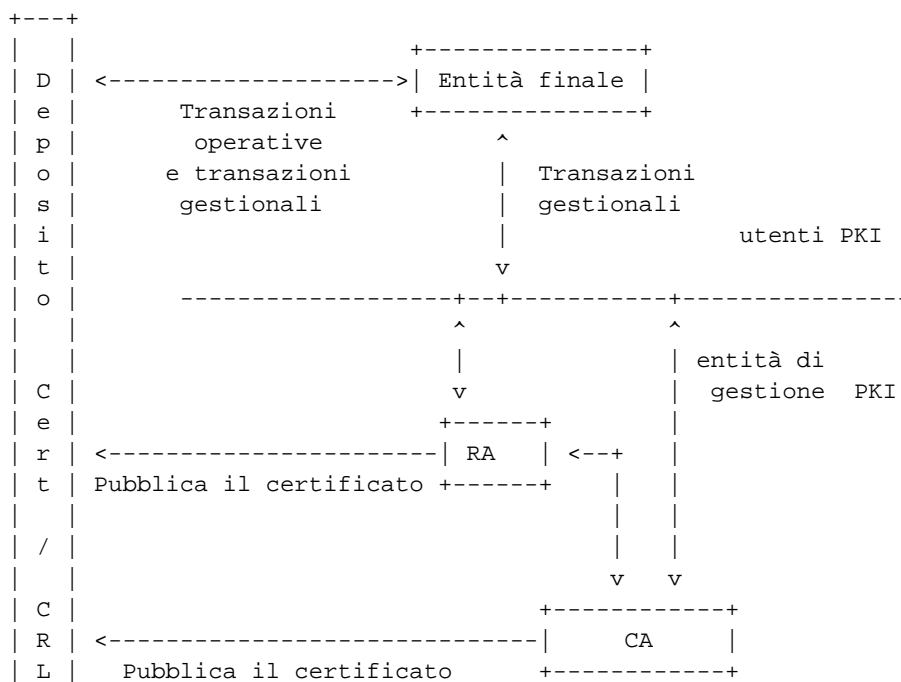 +---+
|   |                       +---------------+
| D | <-------------------->| Entità finale |
| e |       Transazioni     +---------------+
| p |        operative            ^
| o |      e transazioni          |  Transazioni
| s |       gestionali            |  gestionali
| i |                             |                utenti PKI
| t |                             v
| o |       -------------------+--+-----------+----------------
|   |                          ^              ^
|   |                          |              | entità di
| C |                          v              |  gestione  PKI
| e |                         +------+        |
| r | <-----------------------| RA   | <--+   |
| t | Pubblica il certificato +------+    |   |
|   |                                     |   |
| / |                                     |   |
|   |                                     v   v
| C |                                +------------+
| R | <------------------------------|     CA     |
| L |   Pubblica il certificato      +------------+